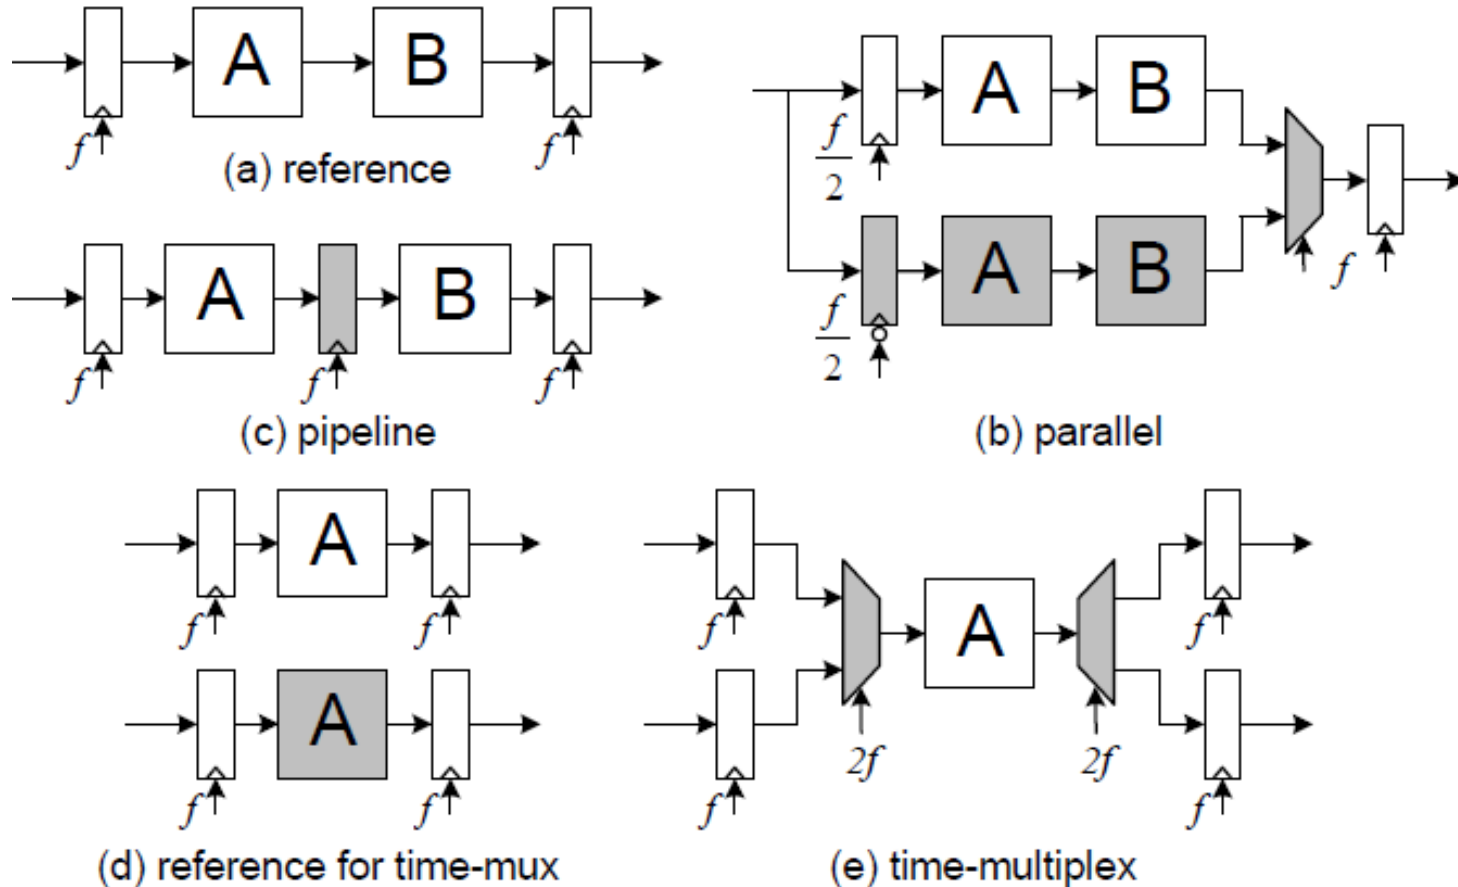 A B
f f
(a) reference
A B
f/2
A B
f/2
f
(b) parallel
A B
f f f
(c) pipeline
A
f f
A
f f
(d) reference for time-mux
A
f f
2f 2f
f f
(e) time-multiplex